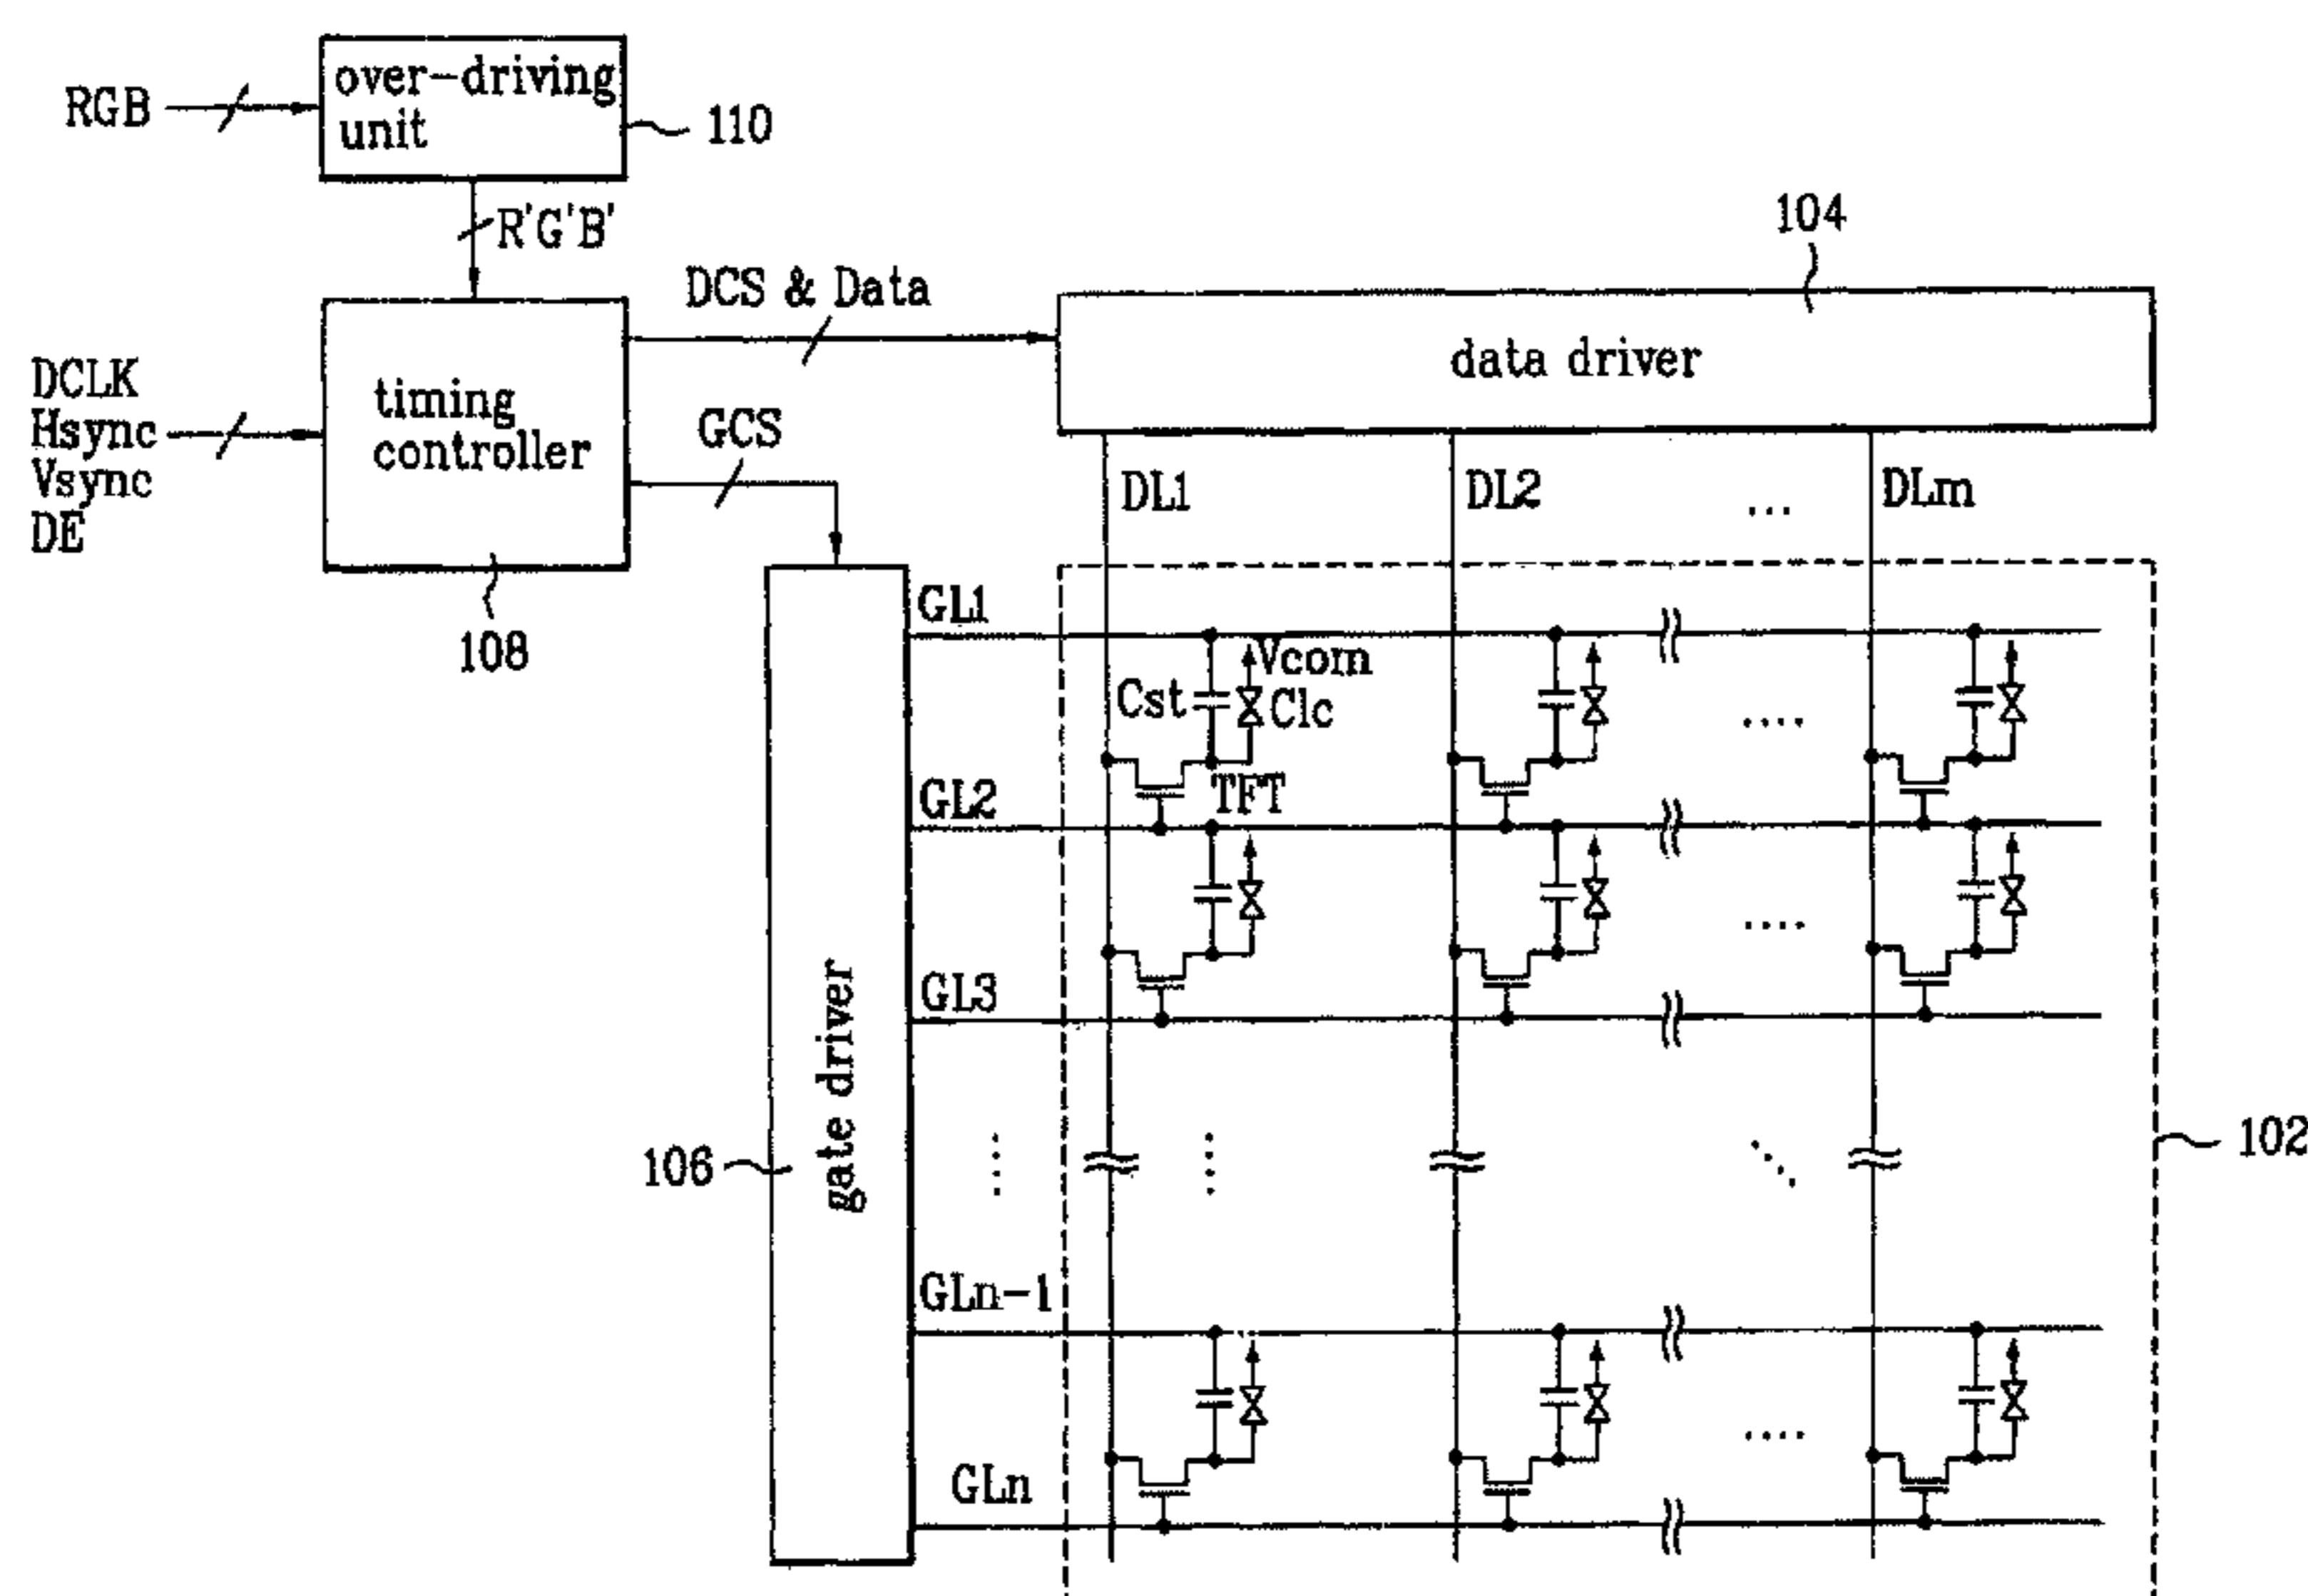 over-driving
unit
RGB
110
R'G'B'
104
DCS & Data
data driver
DCLK
Hsync
Vsync
DE
timing
controller
GCS
108
DL1
DL2
...
DLm
GL1
Vcom
Cst
Clc
....
TFT
GL2
....
GL3
gate driver
106
102
GLn-1
....
GLn